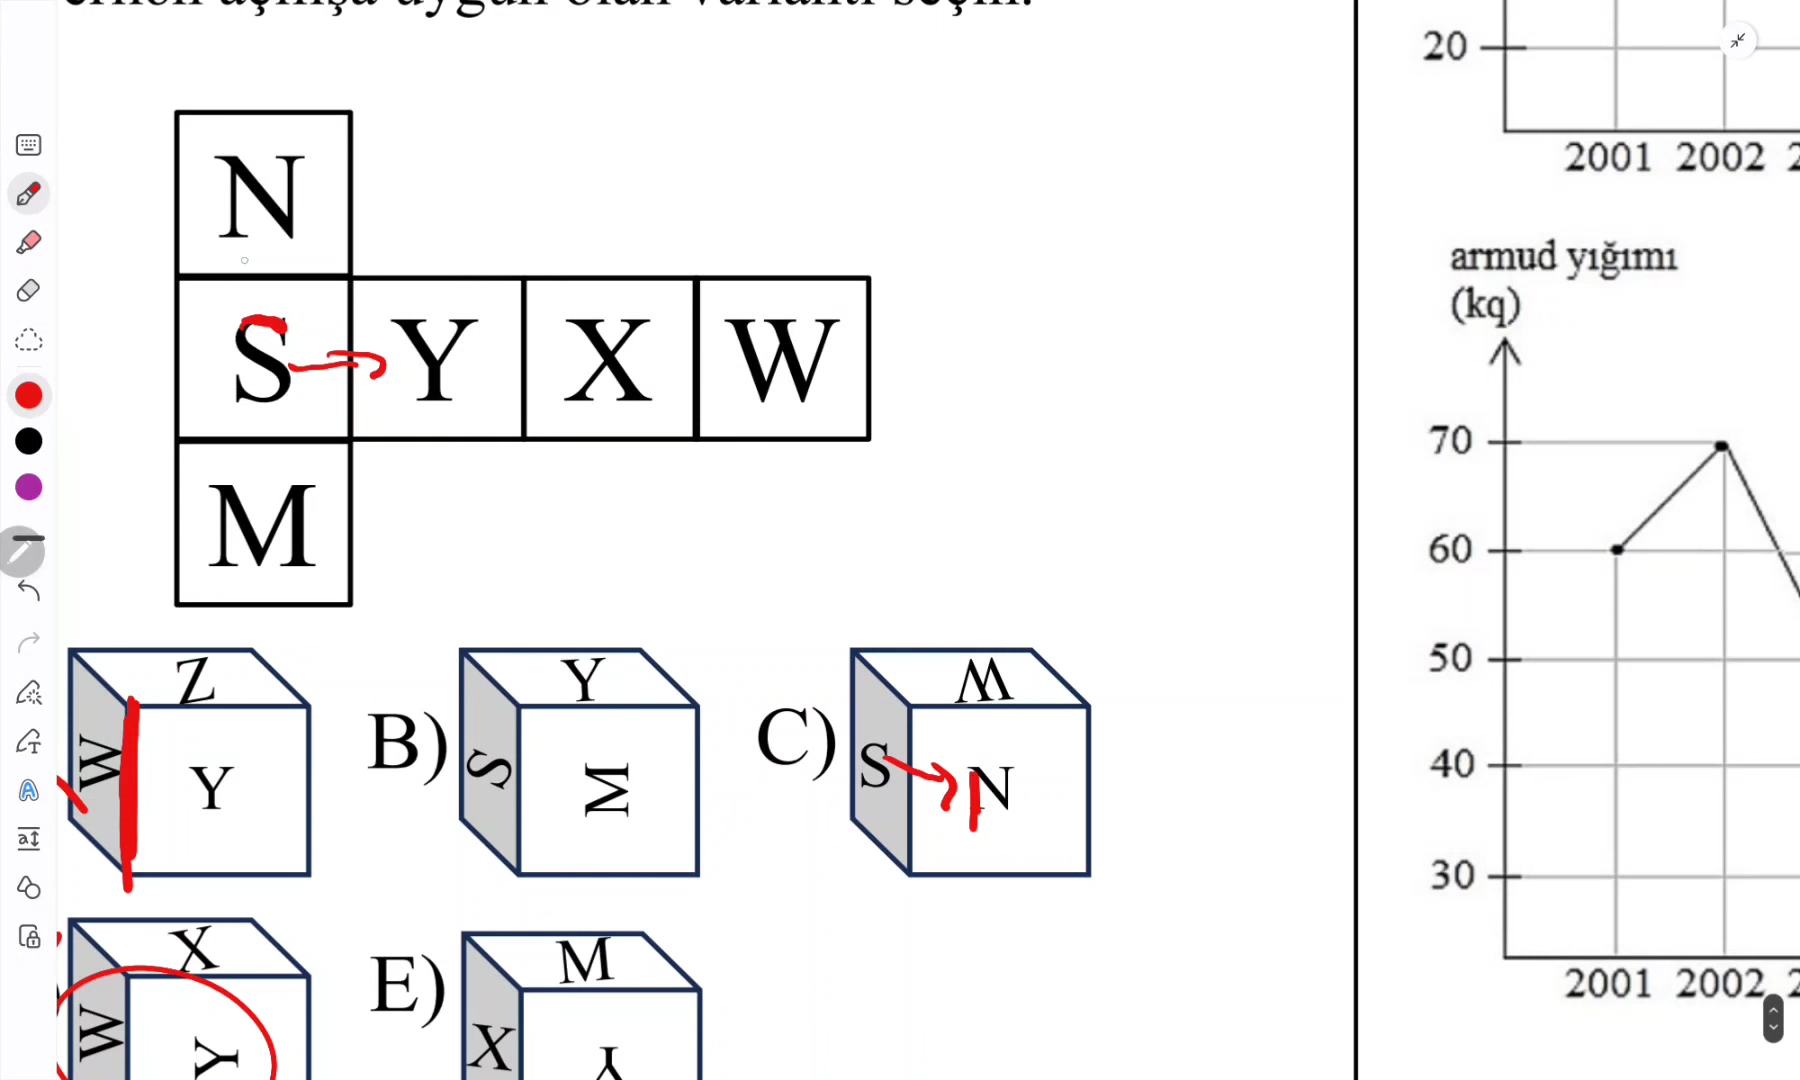 N
S Y X W
M
Z
W Y
B)
Y
S M
C)
W
S N
X
W Y
E)
M
X Y
20
2001 2002
armud yığımı
(kq)
70
60
50
40
30
2001 2002